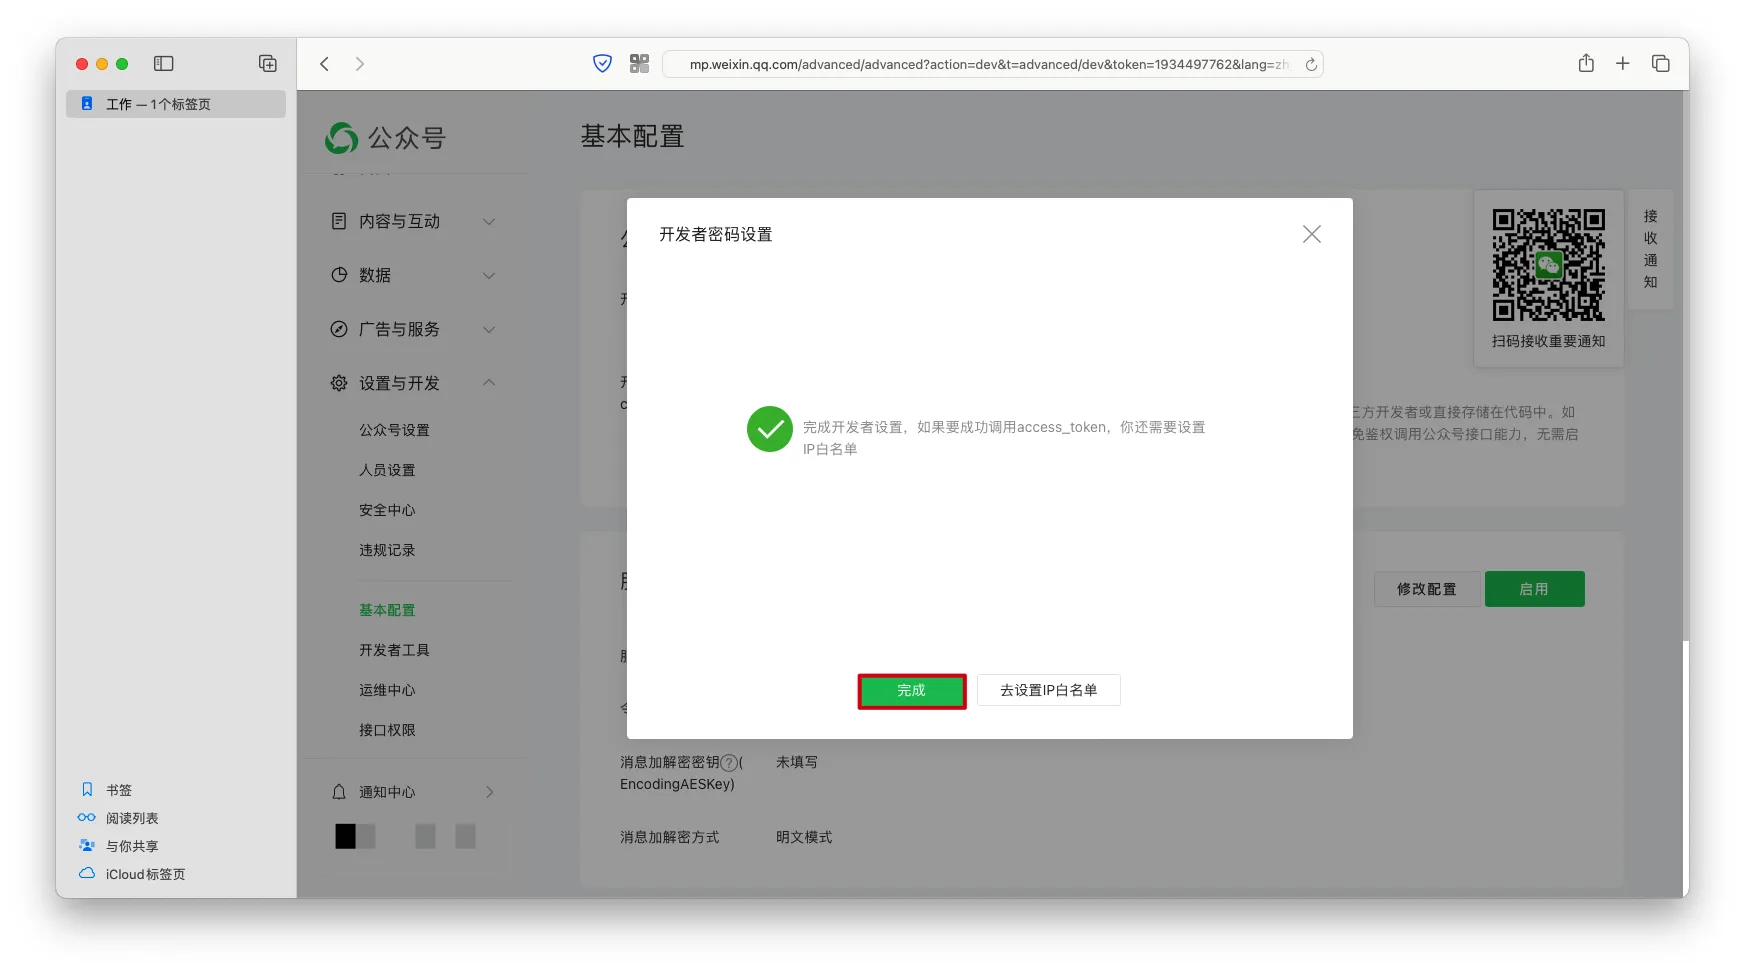 工作 — 1个标签页
mp.weixin.qq.com/advanced/advanced?action=dev&t=advanced/dev&token=1934497762&lang=zh
公众号
基本配置
内容与互动
数据
广告与服务
设置与开发
公众号设置
人员设置
安全中心
违规记录
基本配置
开发者工具
运维中心
接口权限
通知中心
开发者密码设置
完成开发者设置，如果要成功调用access_token，你还需要设置
IP白名单
完成
去设置IP白名单
接收通知
扫码接收重要通知
三方开发者或直接存储在代码中。如
免鉴权调用公众号接口能力，无需启
修改配置
启用
消息加解密密钥?(
EncodingAESKey)
未填写
消息加解密方式
明文模式
书签
阅读列表
与你共享
iCloud标签页